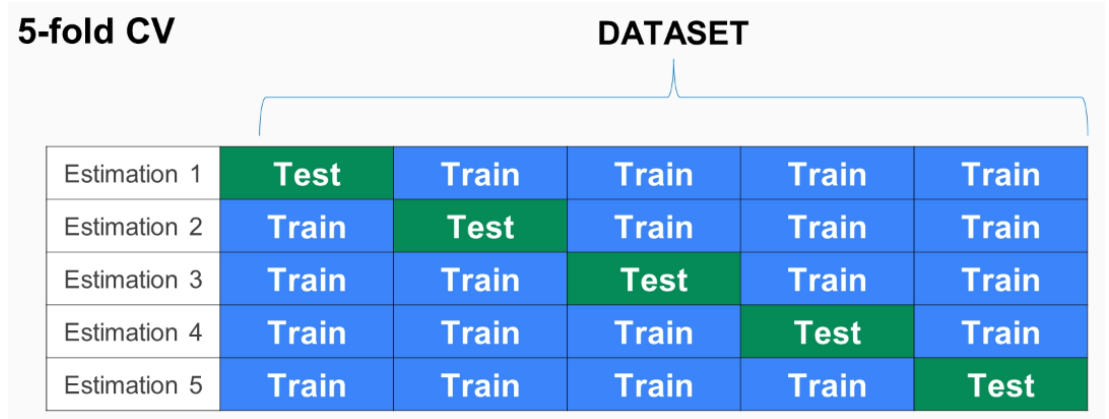 5-fold CV DATASET
Estimation 1 Test Train Train Train Train
Estimation 2 Train Test Train Train Train
Estimation 3 Train Train Test Train Train
Estimation 4 Train Train Train Test Train
Estimation 5 Train Train Train Train Test